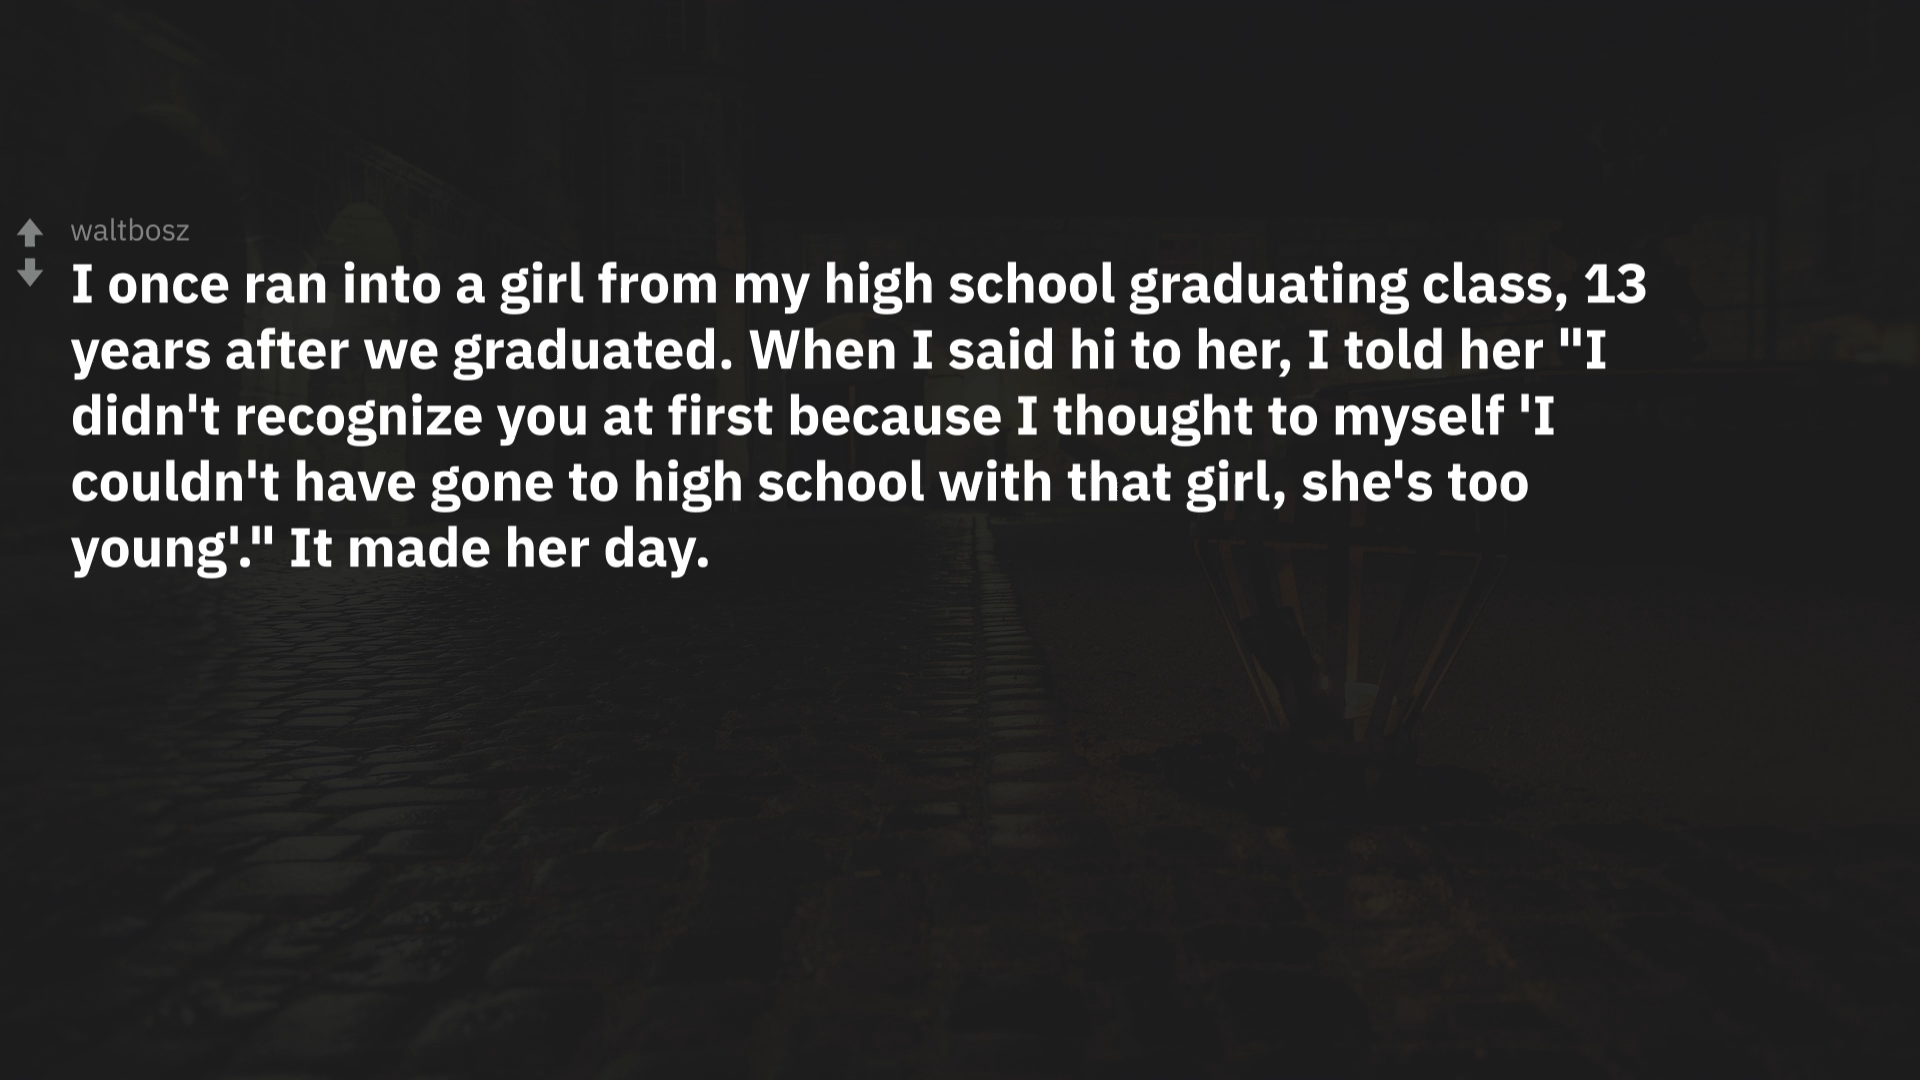 waltbosz
I once ran into a girl from my high school graduating class, 13
years after we graduated. When I said hi to her, I told her "I
didn't recognize you at first because I thought to myself 'I
couldn't have gone to high school with that girl, she's too
young'." It made her day.